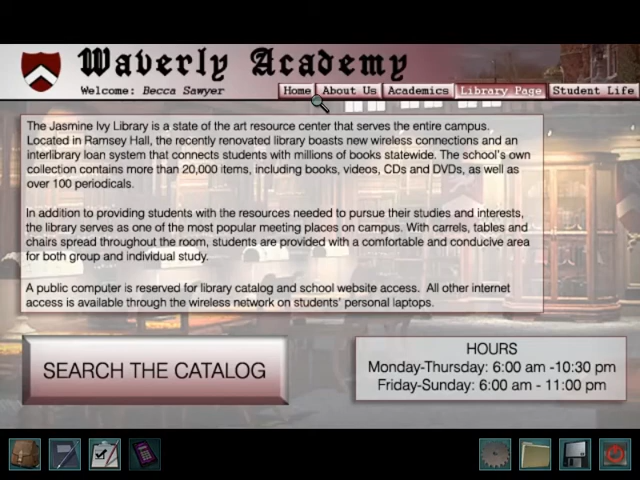 Waverly Academy
Welcome: Becca Sawyer
Home About Us Academics Library Page Student Life
The Jasmine Ivy Library is a state of the art resource center that serves the entire campus.
Located in Ramsey Hall, the recently renovated library boasts new wireless connections and an
interlibrary loan system that connects students with millions of books statewide. The school's own
collection contains more than 20,000 items, including books, videos, CDs and DVDs, as well as
over 100 periodicals.
In addition to providing students with the resources needed to pursue their studies and interests,
the library serves as one of the most popular meeting places on campus. With carrels, tables and
chairs spread throughout the room, students are provided with a comfortable and conducive area
for both group and individual study.
A public computer is reserved for library catalog and school website access. All other internet
access is available through the wireless network on students' personal laptops.
SEARCH THE CATALOG
HOURS
Monday-Thursday: 6:00 am -10:30 pm
Friday-Sunday: 6:00 am - 11:00 pm